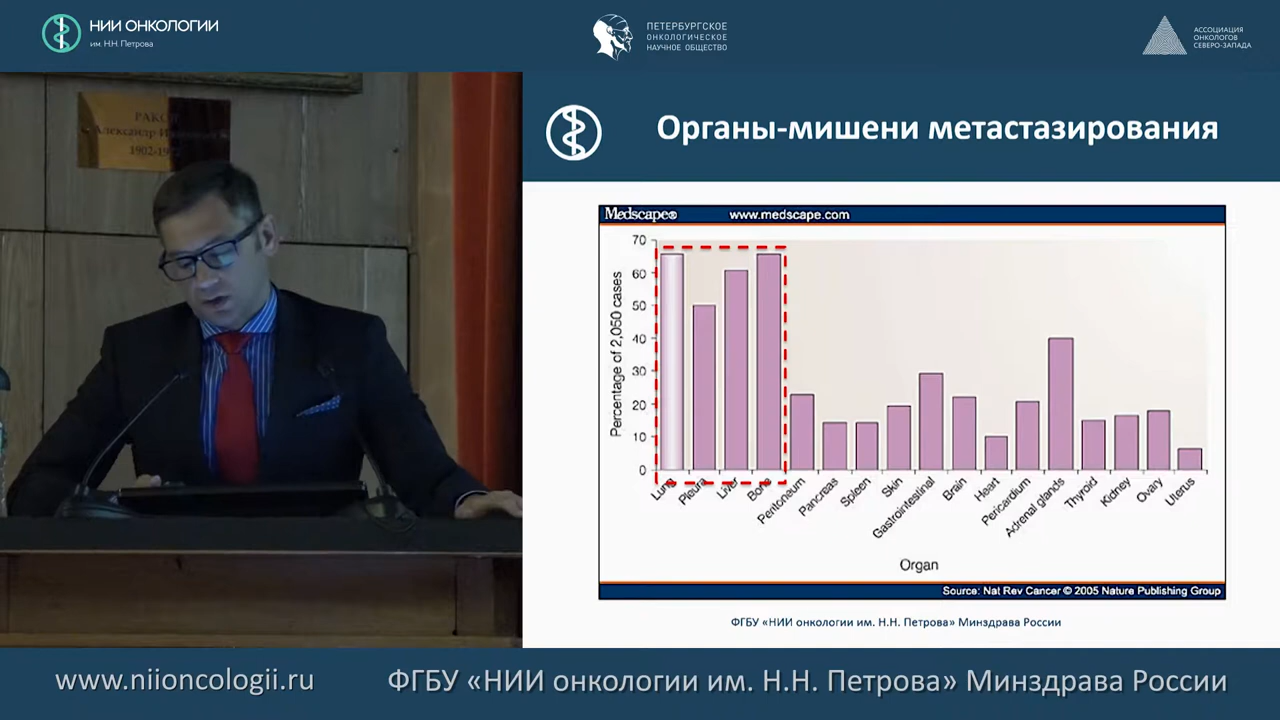 НИИ ОНКОЛОГИИ
им. Н.Н. Петрова
ПЕТЕРБУРГСКОЕ
ОНКОЛОГИЧЕСКОЕ
НАУЧНОЕ ОБЩЕСТВО
АССОЦИАЦИЯ
ОНКОЛОГОВ
СЕВЕРО-ЗАПАДА
РАКОВ
Александр
1902-19
Органы-мишени метастазирования
Medscape® www.medscape.com
Percentage of 2,050 cases
70
60
50
40
30
20
10
0
Lung
Pleura
Liver
Bone
Peritoneum
Pancreas
Spleen
Skin
Gastrointestinal
Brain
Heart
Pericardium
Adrenal glands
Thyroid
Kidney
Ovary
Uterus
Organ
Source: Nat Rev Cancer © 2005 Nature Publishing Group
ФГБУ «НИИ онкологии им. Н.Н. Петрова» Минздрава России
www.niioncologii.ru ФГБУ «НИИ онкологии им. Н.Н. Петрова» Минздрава России